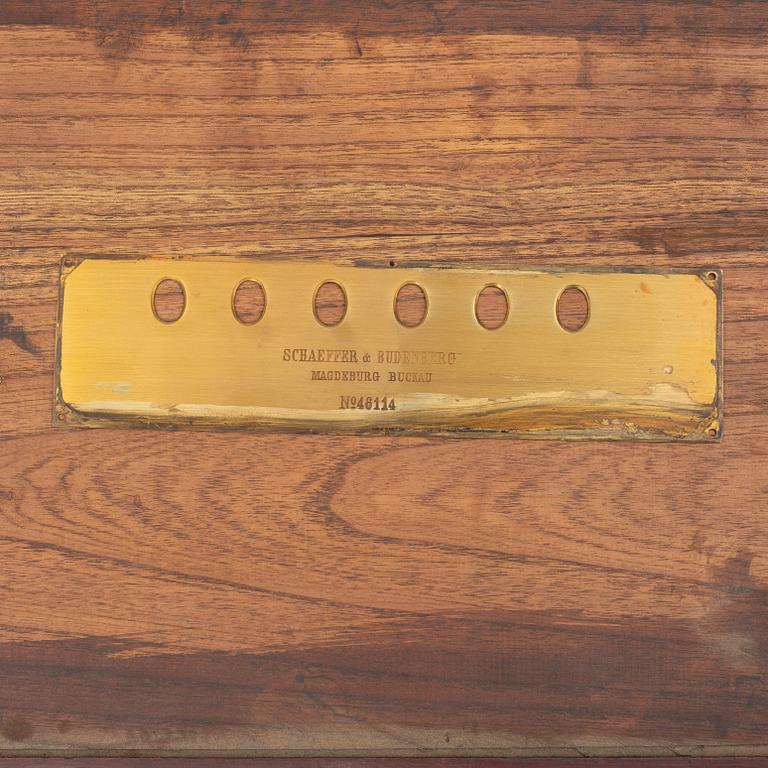 SCHAEFFER & BUDENBERG
MAGDEBURG BUCKAU
Nº46114